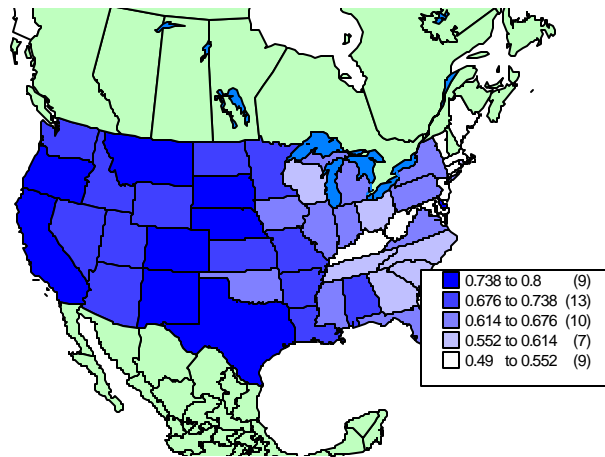 0.738 to 0.8 (9)
0.676 to 0.738 (13)
0.614 to 0.676 (10)
0.552 to 0.614 (7)
0.49 to 0.552 (9)